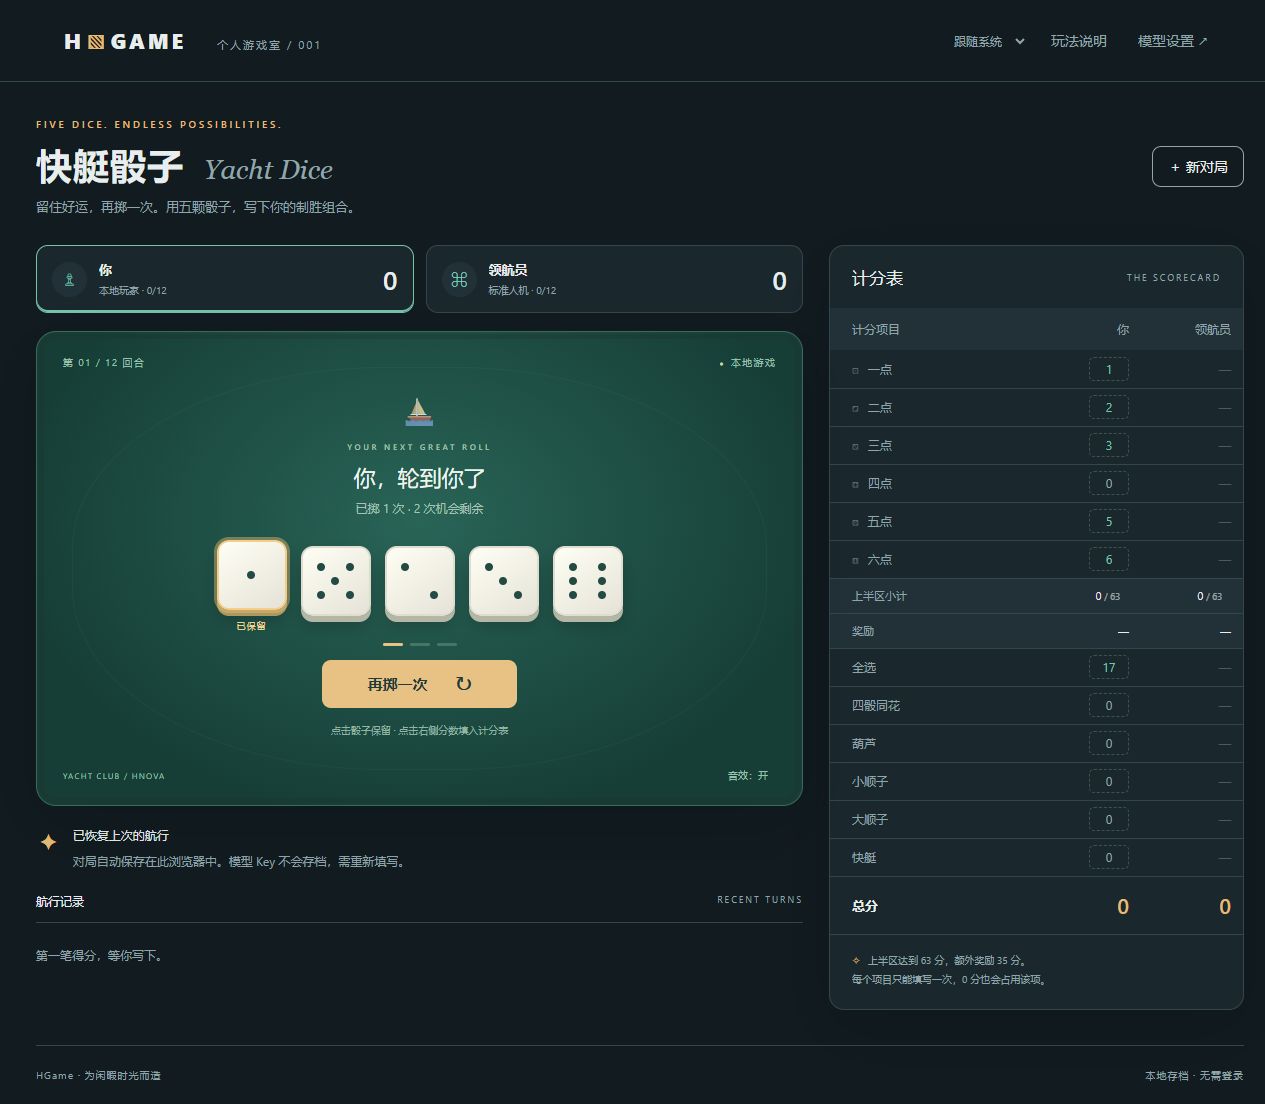 H GAME 个人游戏室 / 001
跟随系统 玩法说明 模型设置 ↗
FIVE DICE. ENDLESS POSSIBILITIES.
快艇骰子 Yacht Dice
留住好运，再掷一次。用五颗骰子，写下你的制胜组合。
+ 新对局
你
本地玩家 · 0/12
0
领航员
标准人机 · 0/12
0
第 01 / 12 回合
• 本地游戏
YOUR NEXT GREAT ROLL
你，轮到你了
已掷 1 次 · 2 次机会剩余
已保留
再掷一次 ↻
点击骰子保留 · 点击右侧分数填入计分表
YACHT CLUB / HNOVA
音效：开
已恢复上次的航行
对局自动保存在此浏览器中。模型 Key 不会存档，需重新填写。
航行记录
RECENT TURNS
第一笔得分，等你写下。
计分表
THE SCORECARD
计分项目 你 领航员
一点 1 —
二点 2 —
三点 3 —
四点 0 —
五点 5 —
六点 6 —
上半区小计 0 / 63 0 / 63
奖励 — —
全选 17 —
四骰同花 0 —
葫芦 0 —
小顺子 0 —
大顺子 0 —
快艇 0 —
总分 0 0
✧ 上半区达到 63 分，额外奖励 35 分。
每个项目只能填写一次，0 分也会占用该项。
HGame · 为闲暇时光而造
本地存档 · 无需登录